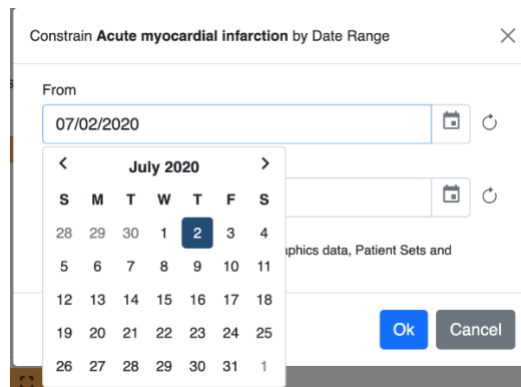 Constrain Acute myocardial infarction by Date Range
From
07/02/2020
July 2020
S M T W T F S
28 29 30 1 2 3 4
5 6 7 8 9 10 11
12 13 14 15 16 17 18
19 20 21 22 23 24 25
26 27 28 29 30 31 1
data, Patient Sets and
Ok Cancel